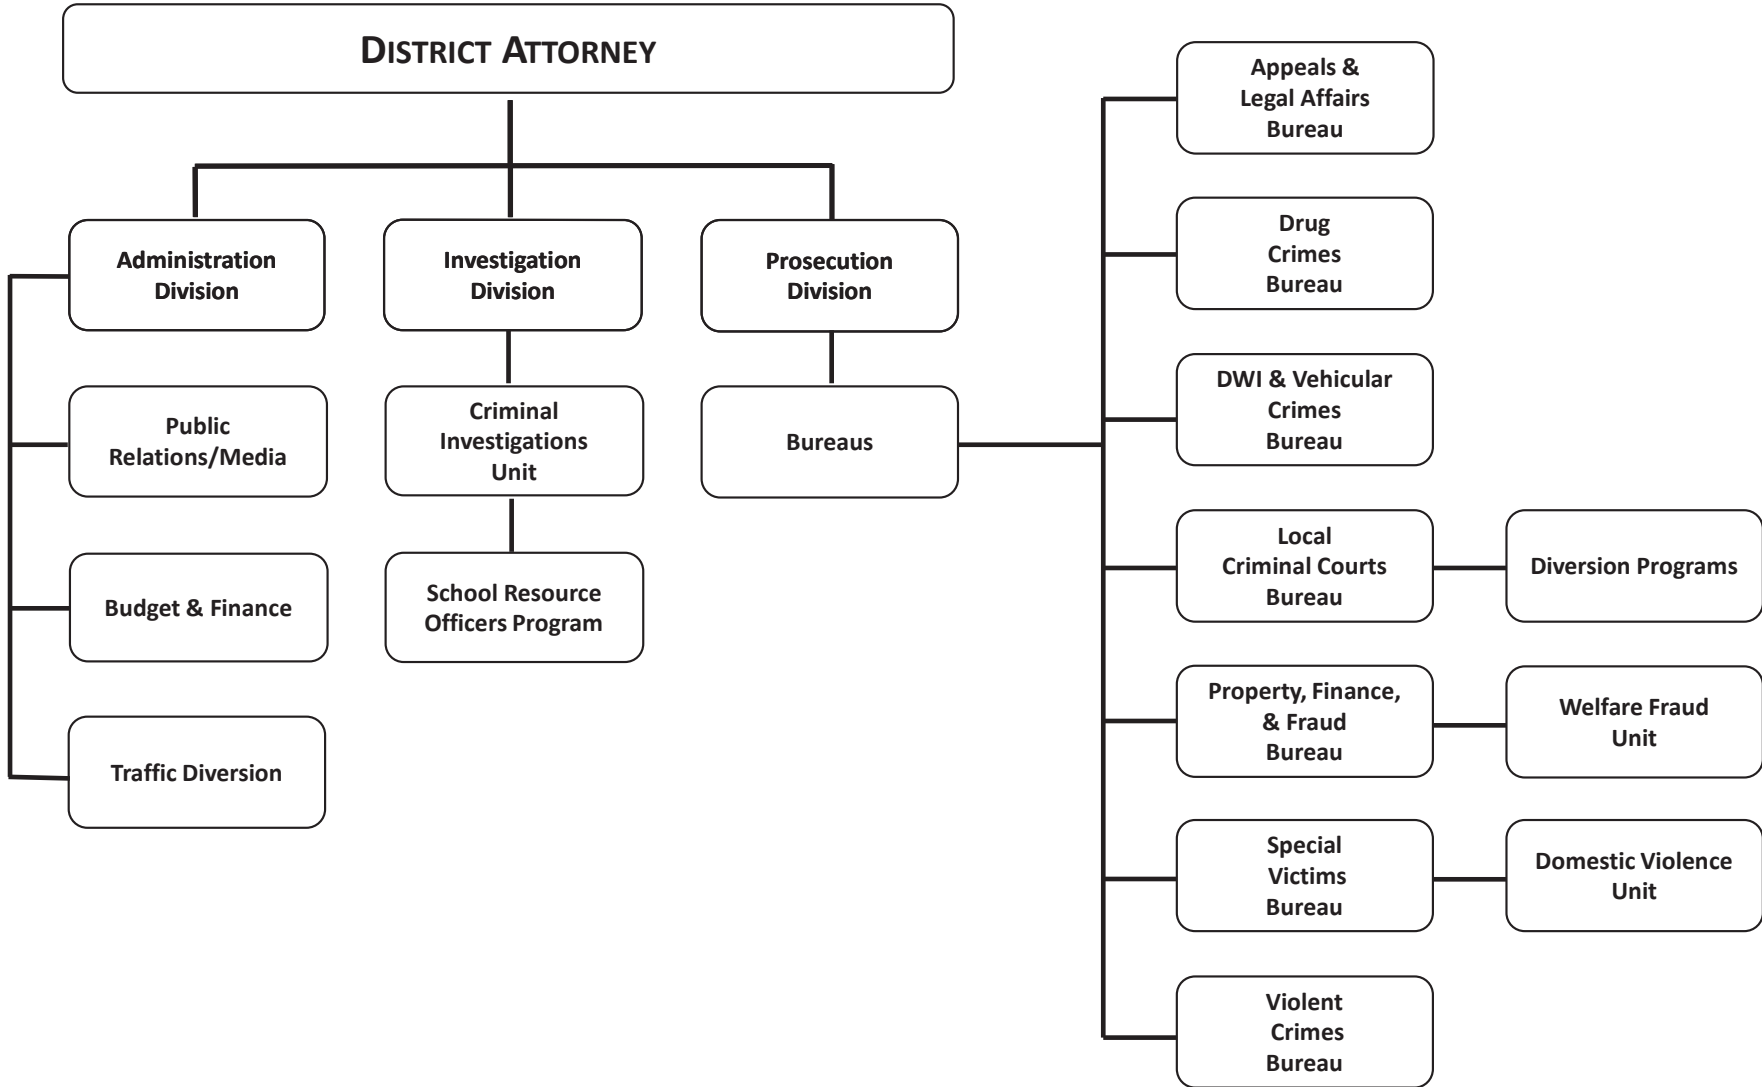 DISTRICT ATTORNEY
Administration
Division
Public
Relations/Media
Budget & Finance
Traffic Diversion
Investigation
Division
Criminal
Investigations
Unit
School Resource
Officers Program
Prosecution
Division
Bureaus
Appeals &
Legal Affairs
Bureau
Drug
Crimes
Bureau
DWI & Vehicular
Crimes
Bureau
Local
Criminal Courts
Bureau
Diversion Programs
Property, Finance,
& Fraud
Bureau
Welfare Fraud
Unit
Special
Victims
Bureau
Domestic Violence
Unit
Violent
Crimes
Bureau